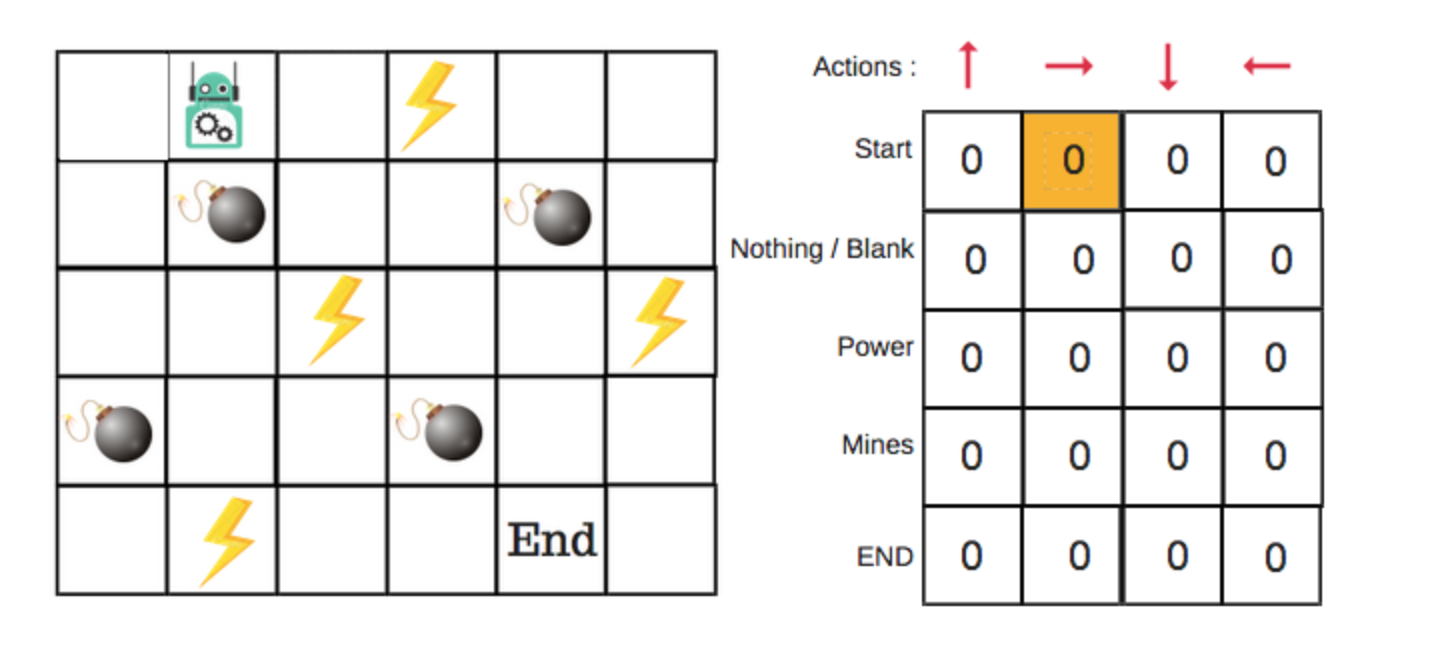 Actions :
Start 0 0 0 0
Nothing / Blank 0 0 0 0
Power 0 0 0 0
Mines 0 0 0 0
End
END 0 0 0 0